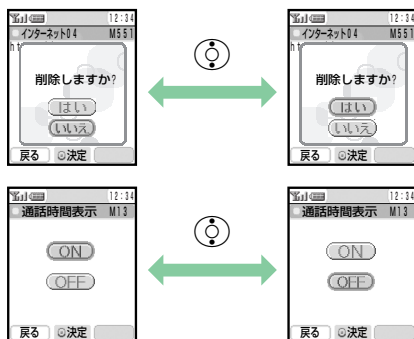 12:34
インターネット04 M551
ht
削除しますか?
はい
いいえ
戻る 決定
12:34
インターネット04 M551
ht
削除しますか?
はい
いいえ
戻る 決定
12:34
通話時間表示 M13
ON
OFF
戻る 決定
12:34
通話時間表示 M13
ON
OFF
戻る 決定